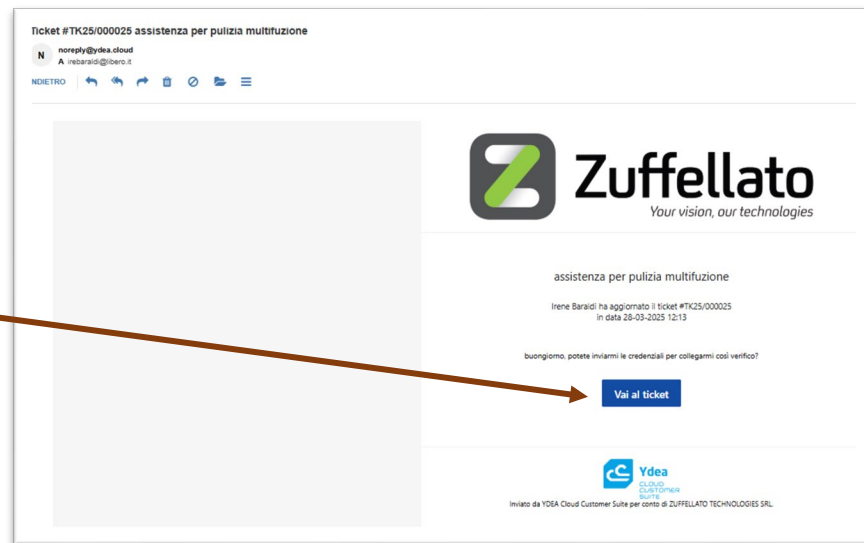 Ticket #TK25/000025 assistenza per pulizia multifuzione
N
noreply@ydea.cloud
A irebaraldi@libero.it
NDIETRO
Zuffellato
Your vision, our technologies
assistenza per pulizia multifuzione
Irene Baraldi ha aggiornato il ticket #TK25/000025
in data 28-03-2025 12:13
buongiorno, potete inviarmi le credenziali per collegarmi così verifico?
Vai al ticket
Ydea
CLOUD
CUSTOMER
SUITE
Inviato da YDEA Cloud Customer Suite per conto di ZUFFELLATO TECHNOLOGIES SRL.